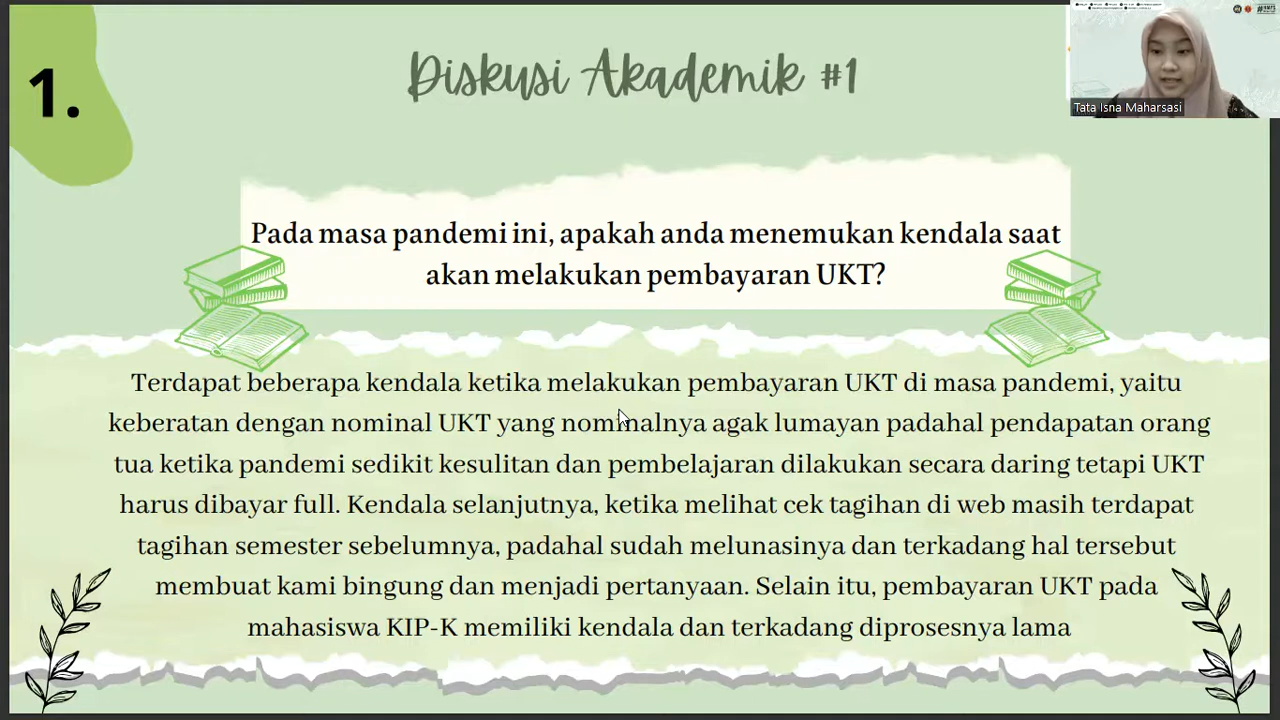 1.
Diskusi Akademik #1
Tata Isna Maharsasi
Pada masa pandemi ini, apakah anda menemukan kendala saat
akan melakukan pembayaran UKT?
Terdapat beberapa kendala ketika melakukan pembayaran UKT di masa pandemi, yaitu
keberatan dengan nominal UKT yang nominalnya agak lumayan padahal pendapatan orang
tua ketika pandemi sedikit kesulitan dan pembelajaran dilakukan secara daring tetapi UKT
harus dibayar full. Kendala selanjutnya, ketika melihat cek tagihan di web masih terdapat
tagihan semester sebelumnya, padahal sudah melunasinya dan terkadang hal tersebut
membuat kami bingung dan menjadi pertanyaan. Selain itu, pembayaran UKT pada
mahasiswa KIP-K memiliki kendala dan terkadang diprosesnya lama